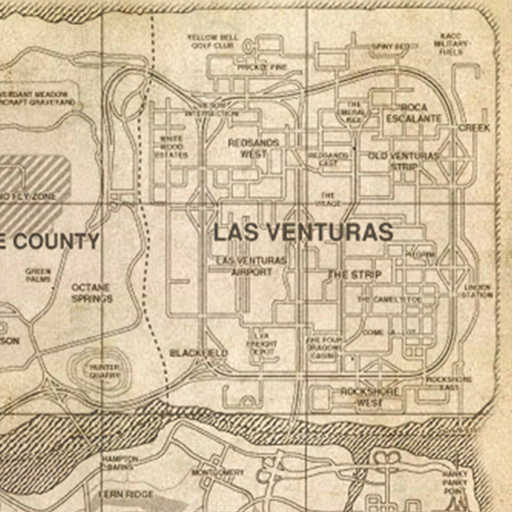 YELLOW BELL
GOLF CLUB
KACC
MILITARY
FUELS
SPINY BED
PRICKLE PINE
VERDANT MEADOW
AIRCRAFT GRAVEYARD
INTERSECTION
THE
EMERALD
ISLE
ROCA
ESCALANTE
CREEK
WHITE
WOOD
ESTATES
REDSANDS
WEST
REDSANDS
EAST
OLD VENTURAS
STRIP
NO FLY ZONE
THE
VISAGE
E COUNTY
LAS VENTURAS
LAS VENTURAS
AIRPORT
PILGRIM
GREEN
PALMS
THE STRIP
OCTANE
SPRINGS
LINDEN
STATION
THE CAMEL'S TOE
COME-A-LOT
SON
LVA
FREIGHT
DEPOT
THE FOUR
DRAGONS
CASINO
BLACKFIELD
HUNTER
QUARRY
ROCKSHORE
EAST
ROCKSHORE
WEST
HAMPTON
BARNS
MONTGOMERY
HANKY
PANKY
POINT
FERN RIDGE